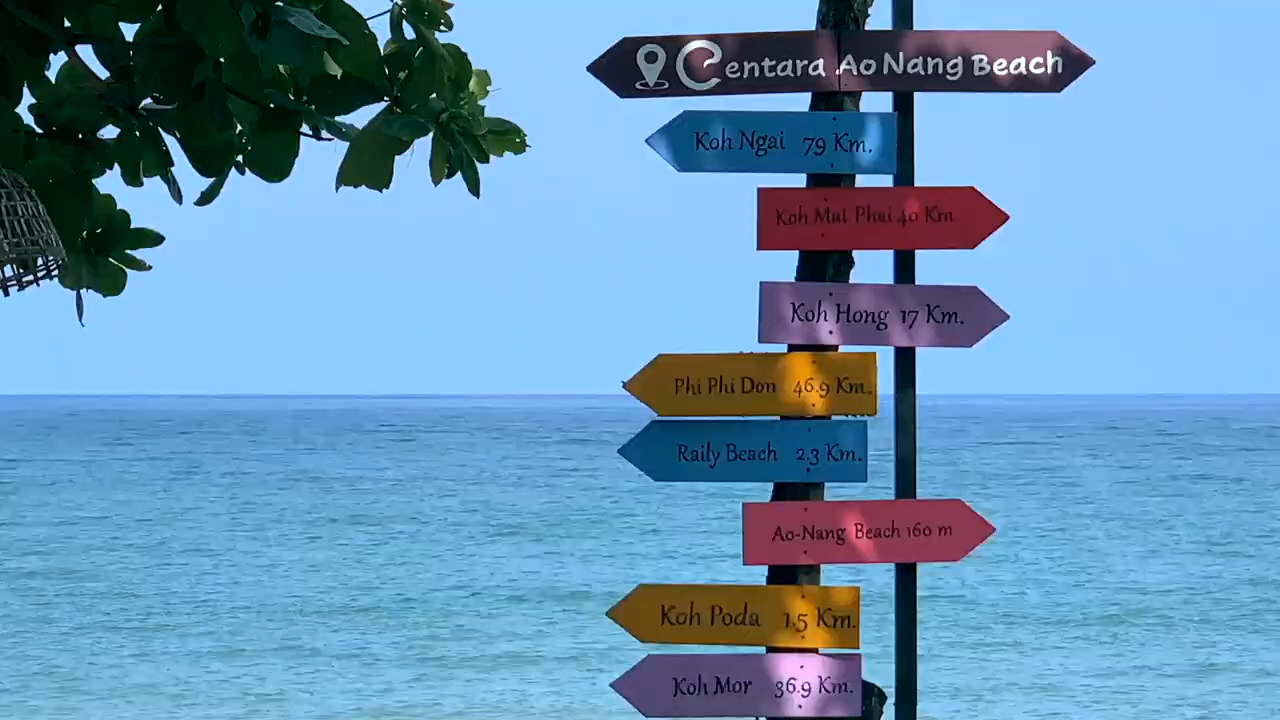 Centara Ao Nang Beach
Koh Ngai 79 Km.
Koh Mai Phai 40 Km
Koh Hong 17 Km.
Phi Phi Don 46.9 Km.
Raily Beach 2.3 Km.
Ao-Nang Beach 160 m
Koh Poda 1.5 Km.
Koh Mor 36.9 Km.